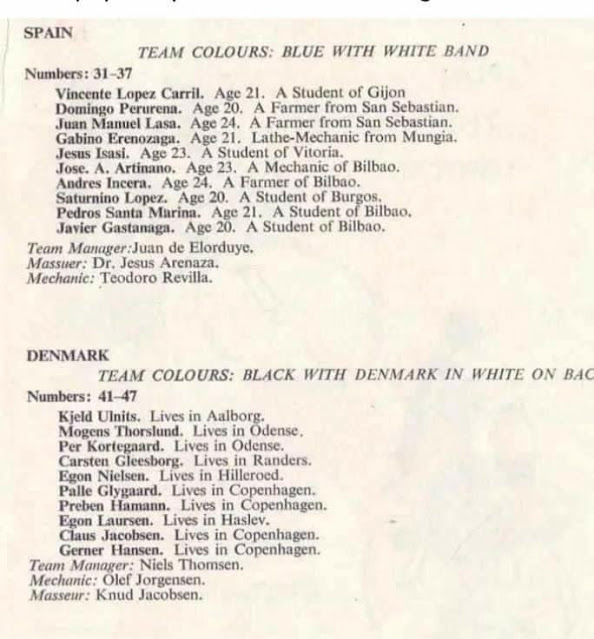 SPAIN
TEAM COLOURS: BLUE WITH WHITE BAND
Numbers: 31-37
Vincente Lopez Carril. Age 21. A Student of Gijon
Domingo Perurena. Age 20. A Farmer from San Sebastian.
Juan Manuel Lasa. Age 24. A Farmer from San Sebastian.
Gabino Erenozaga. Age 21. Lathe-Mechanic from Mungia.
Jesus Isasi. Age 23. A Student of Vitoria.
Jose. A. Artinano. Age 23. A Mechanic of Bilbao.
Andres Incera. Age 24. A Farmer of Bilbao.
Saturnino Lopez. Age 20. A Student of Burgos.
Pedros Santa Marina. Age 21. A Student of Bilbao.
Javier Gastanaga. Age 20. A Student of Bilbao.
Team Manager:Juan de Elorduye.
Massuer: Dr. Jesus Arenaza.
Mechanic: Teodoro Revilla.
DENMARK
TEAM COLOURS: BLACK WITH DENMARK IN WHITE ON BAC
Numbers: 41-47
Kjeld Ulnits. Lives in Aalborg.
Mogens Thorslund. Lives in Odense.
Per Kortegaard. Lives in Odense.
Carsten Gleesborg. Lives in Randers.
Egon Nielsen. Lives in Hilleroed.
Palle Glygaard. Lives in Copenhagen.
Preben Hamann. Lives in Copenhagen.
Egon Laursen. Lives in Haslev.
Claus Jacobsen. Lives in Copenhagen.
Gerner Hansen. Lives in Copenhagen.
Team Manager: Niels Thomsen.
Mechanic: Olef Jorgensen.
Masseur: Knud Jacobsen.